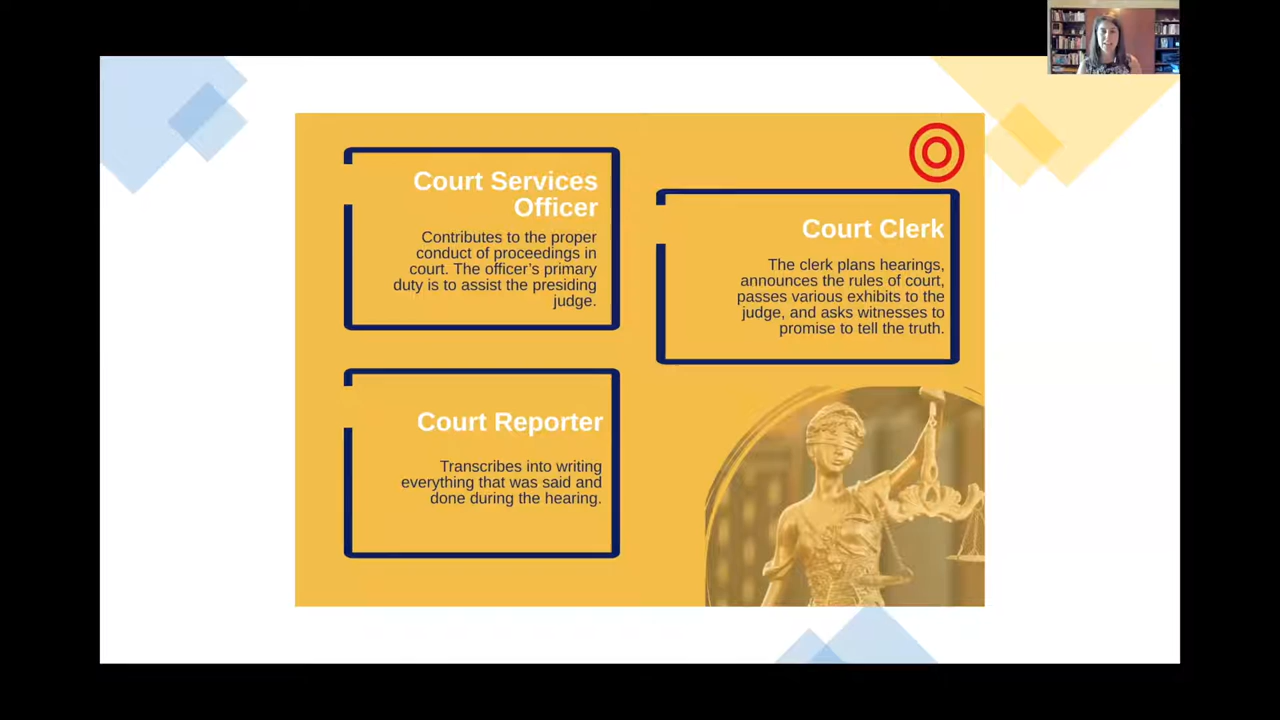 Court Services
Officer
Contributes to the proper
conduct of proceedings in
court. The officer’s primary
duty is to assist the presiding
judge.
Court Clerk
The clerk plans hearings,
announces the rules of court,
passes various exhibits to the
judge, and asks witnesses to
promise to tell the truth.
Court Reporter
Transcribes into writing
everything that was said and
done during the hearing.